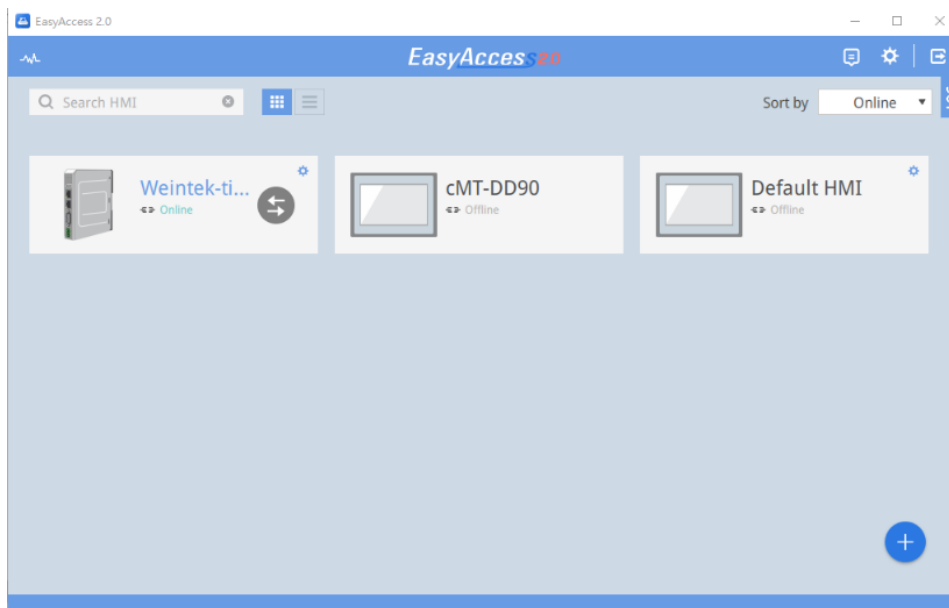 EasyAccess 2.0
EasyAccess2.0
Search HMI
Sort by Online
Weintek-ti...
Online
cMT-DD90
Offline
Default HMI
Offline